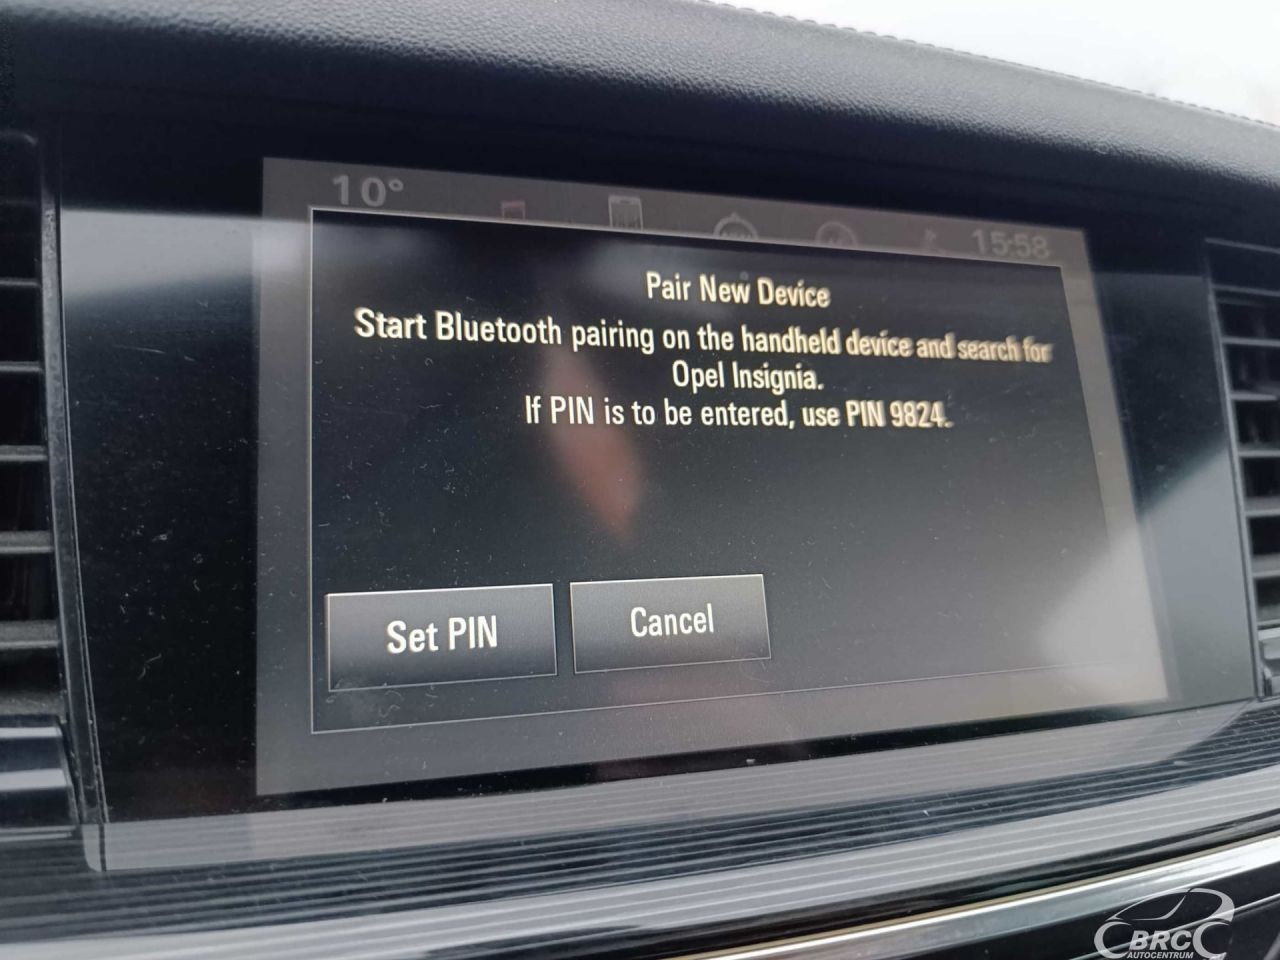 10°
15:58
Pair New Device
Start Bluetooth pairing on the handheld device and search for
Opel Insignia.
If PIN is to be entered, use PIN 9824.
Set PIN
Cancel
BRC
AUTOCENTRUM